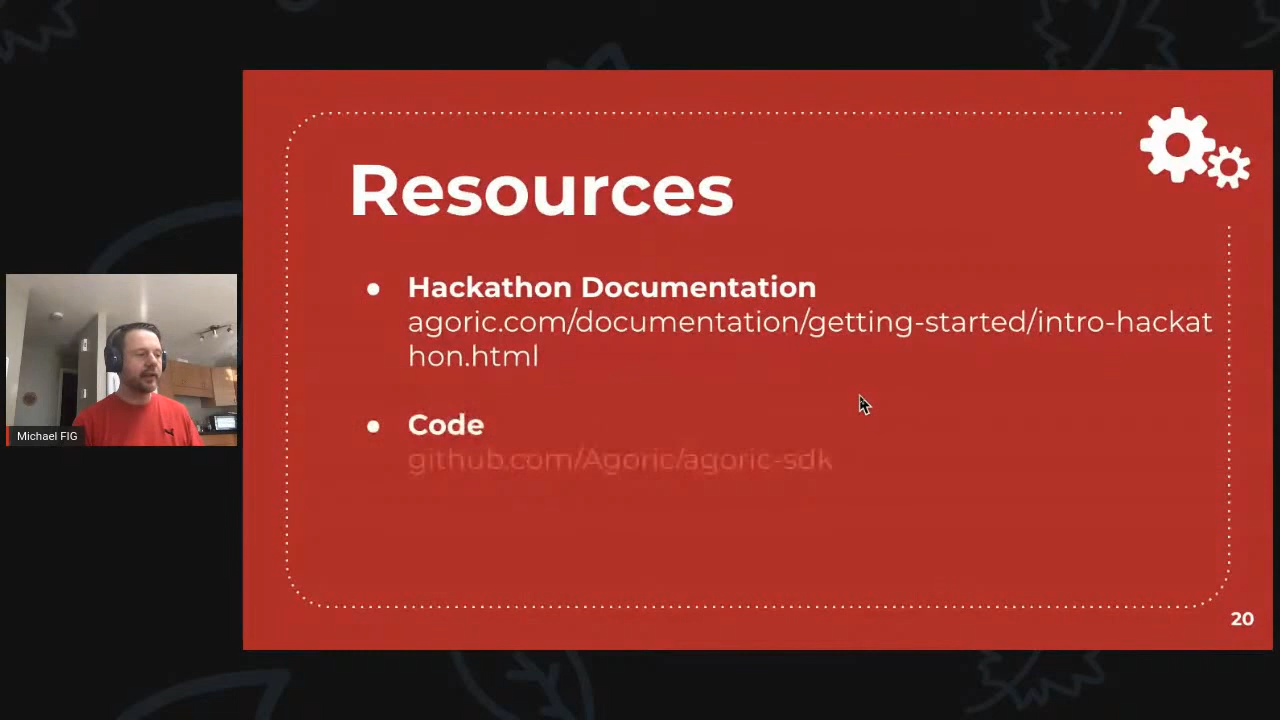 Resources
Hackathon Documentation
agoric.com/documentation/getting-started/intro-hackat
hon.html
Code
github.com/Agoric/agoric-sdk
Michael FIG
20